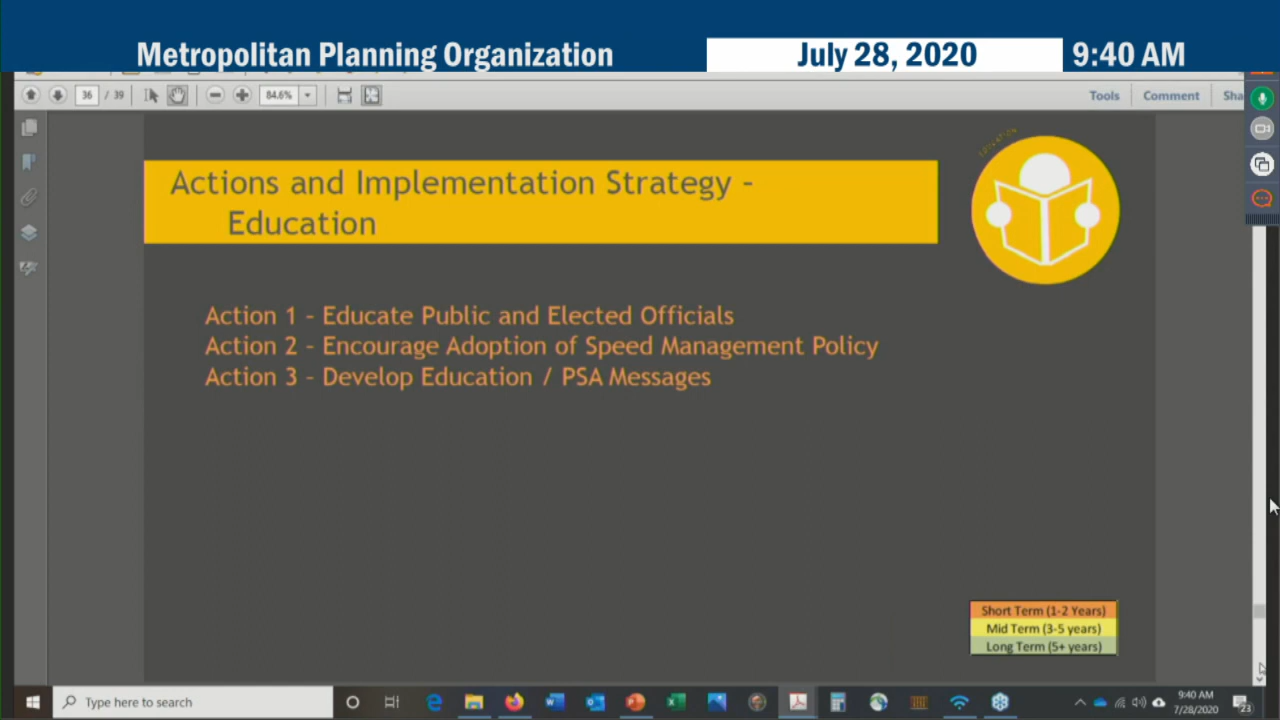 Metropolitan Planning Organization
July 28, 2020
9:40 AM
36 / 39
84.6%
Tools
Comment
Sha
EDUCATION
Actions and Implementation Strategy -
Education
Action 1 - Educate Public and Elected Officials
Action 2 - Encourage Adoption of Speed Management Policy
Action 3 - Develop Education / PSA Messages
Short Term (1-2 Years)
Mid Term (3-5 years)
Long Term (5+ years)
Type here to search
9:40 AM
7/28/2020
23